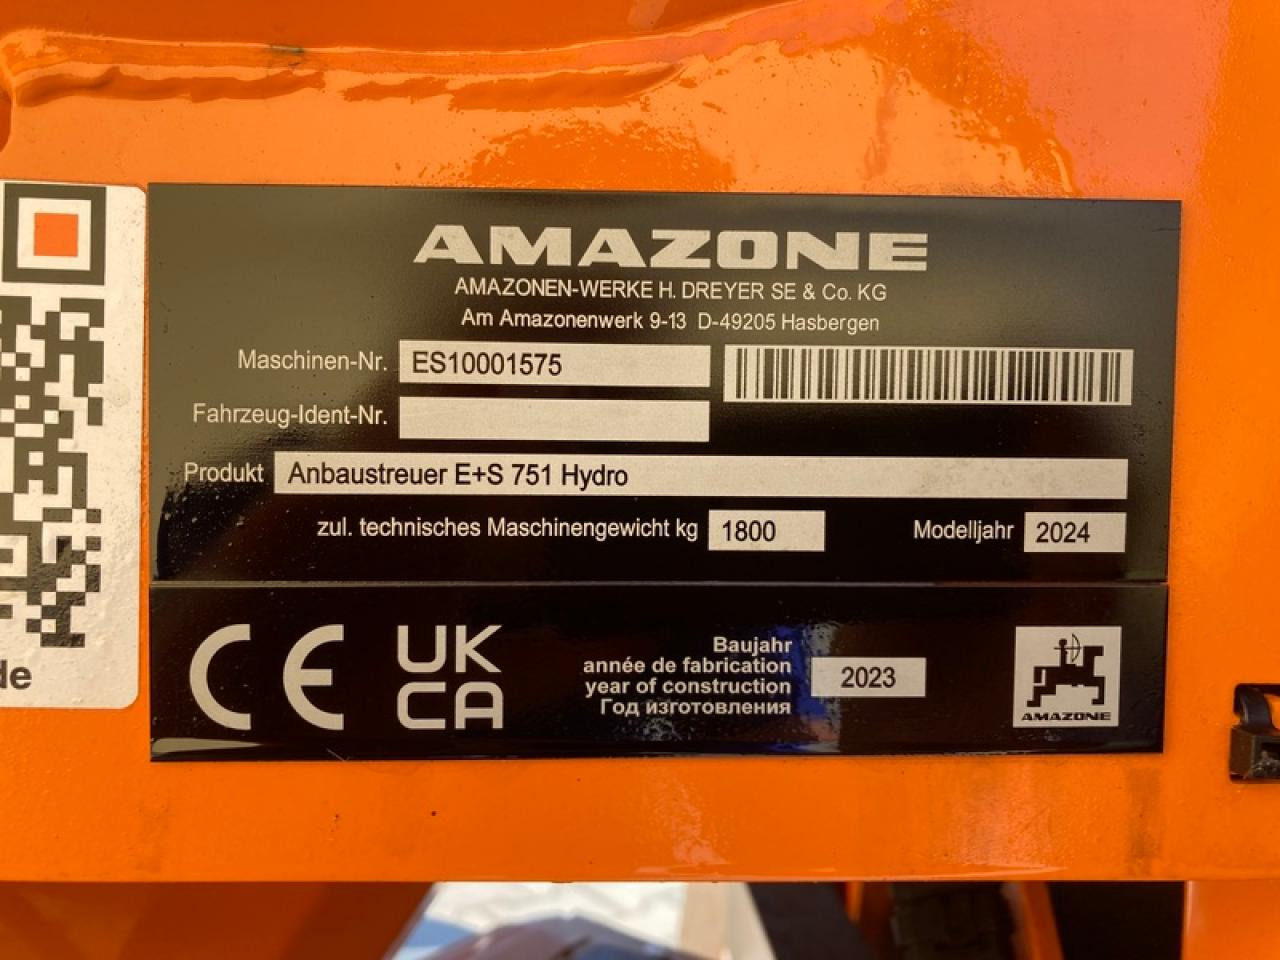 AMAZONE
AMAZONEN-WERKE H. DREYER SE & Co. KG
Am Amazonenwerk 9-13 D-49205 Hasbergen
Maschinen-Nr. ES10001575
Fahrzeug-Ident-Nr.
Produkt Anbaustreuer E+S 751 Hydro
zul. technisches Maschinengewicht kg 1800 Modelljahr 2024
CE UKCA
Baujahr
année de fabrication
year of construction
Год изготовления
2023
AMAZONE
de